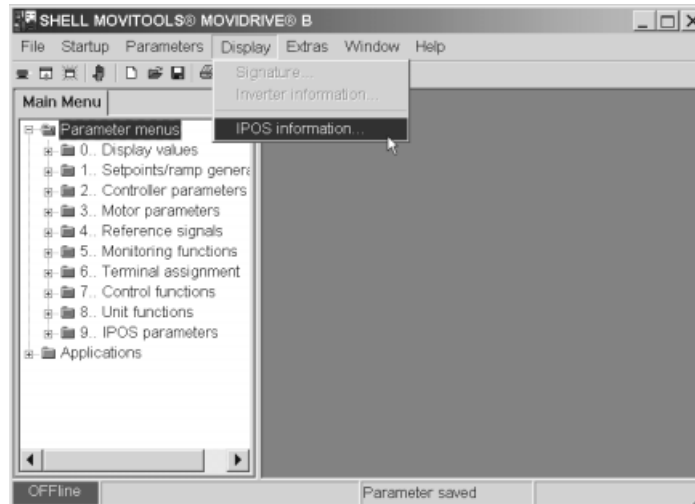 SHELL MOVITOOLS® MOVIDRIVE® B
File Startup Parameters Display Extras Window Help
Signature...
Inverter information...
IPOS information...
Main Menu
Parameter menus
0.. Display values
1.. Setpoints/ramp genera
2.. Controller parameters
3.. Motor parameters
4.. Reference signals
5.. Monitoring functions
6.. Terminal assignment
7.. Control functions
8.. Unit functions
9.. IPOS parameters
Applications
OFFline
Parameter saved